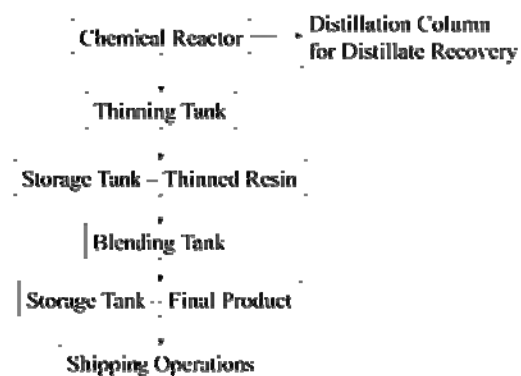 Chemical Reactor
Distillation Column
for Distillate Recovery
Thinning Tank
Storage Tank – Thinned Resin
Blending Tank
Storage Tank – Final Product
Shipping Operations